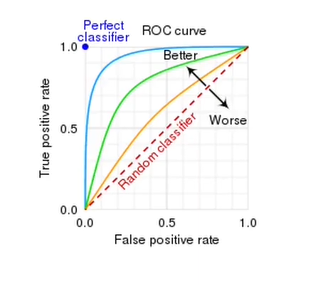 Perfect
classifier
ROC curve
1.0
Better
Worse
Random classifier
0.5
0.0
True positive rate
0.0
0.5
1.0
False positive rate